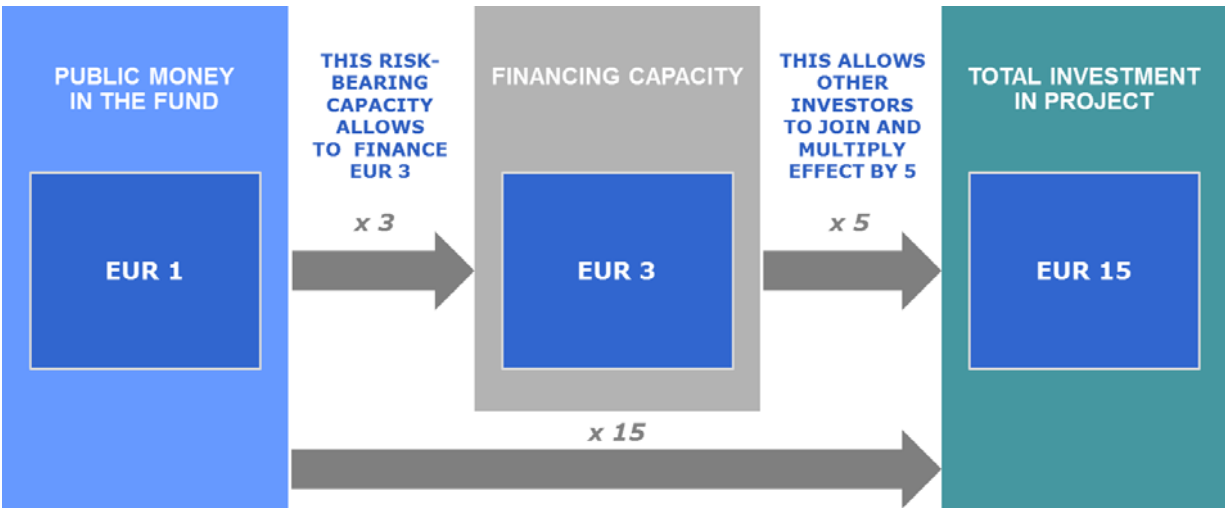 PUBLIC MONEY
IN THE FUND
EUR 1
THIS RISK-
BEARING
CAPACITY
ALLOWS
TO FINANCE
EUR 3
x 3
FINANCING CAPACITY
EUR 3
THIS ALLOWS
OTHER
INVESTORS
TO JOIN AND
MULTIPLY
EFFECT BY 5
x 5
TOTAL INVESTMENT
IN PROJECT
EUR 15
x 15